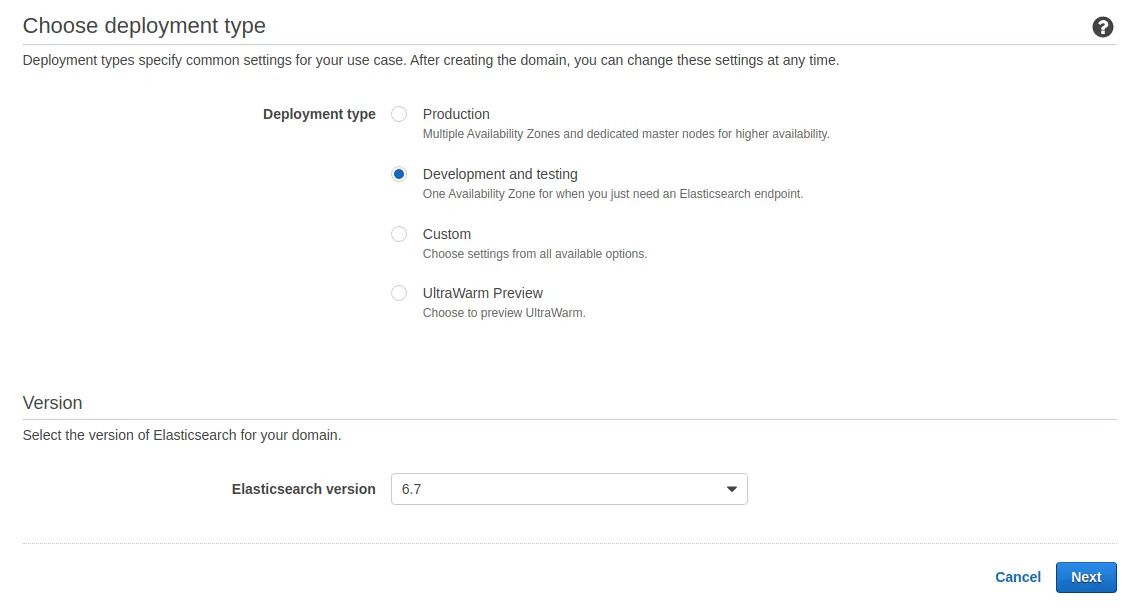 Choose deployment type
Deployment types specify common settings for your use case. After creating the domain, you can change these settings at any time.
Deployment type
Production
Multiple Availability Zones and dedicated master nodes for higher availability.
Development and testing
One Availability Zone for when you just need an Elasticsearch endpoint.
Custom
Choose settings from all available options.
UltraWarm Preview
Choose to preview UltraWarm.
Version
Select the version of Elasticsearch for your domain.
Elasticsearch version
6.7
Cancel
Next